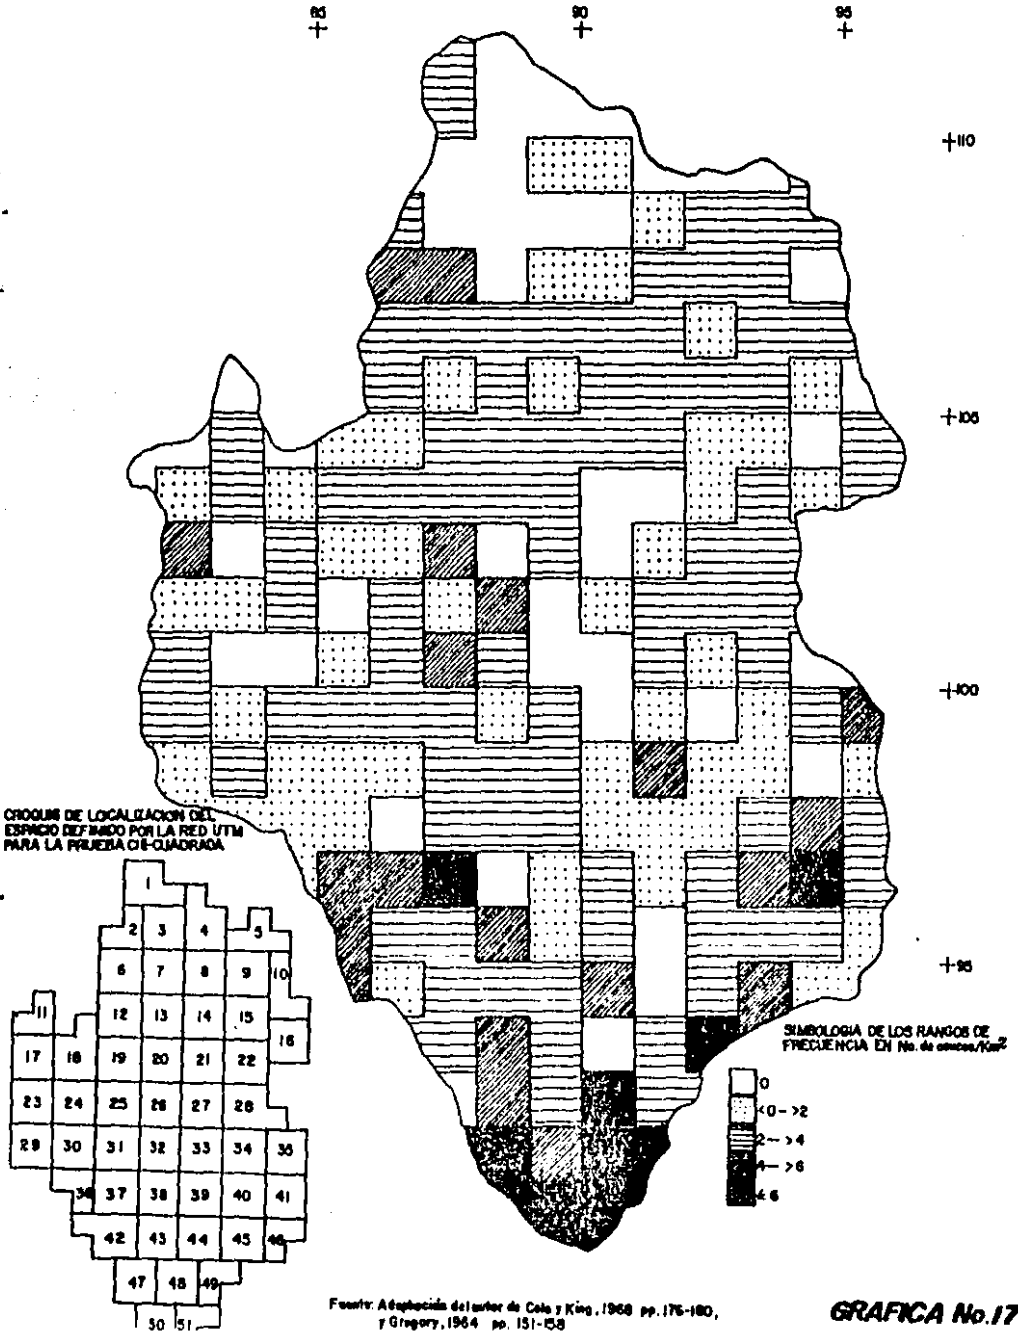 85 90 95
110
105
100
95
CROQUIS DE LOCALIZACION DEL
ESPACIO DEFINIDO POR LA RED UTM
PARA LA PRUEBA CHI-CUADRADA
1
2 3 4 5
6 7 8 9 10
11 12 13 14 15
16
17 18 19 20 21 22
23 24 25 26 27 28
29 30 31 32 33 34 35
36 37 38 39 40 41
42 43 44 45 46
47 48 49
50 51
SIMBOLOGIA DE LOS RANGOS DE
FRECUENCIA EN No. de cauces/Km2
0
<0->2
2->4
4->6
≤ 6
Fuente: Adaptación del autor de Cole y King, 1968 pp. 176-180,
y Gregory, 1964 pp. 151-158
GRAFICA No.17